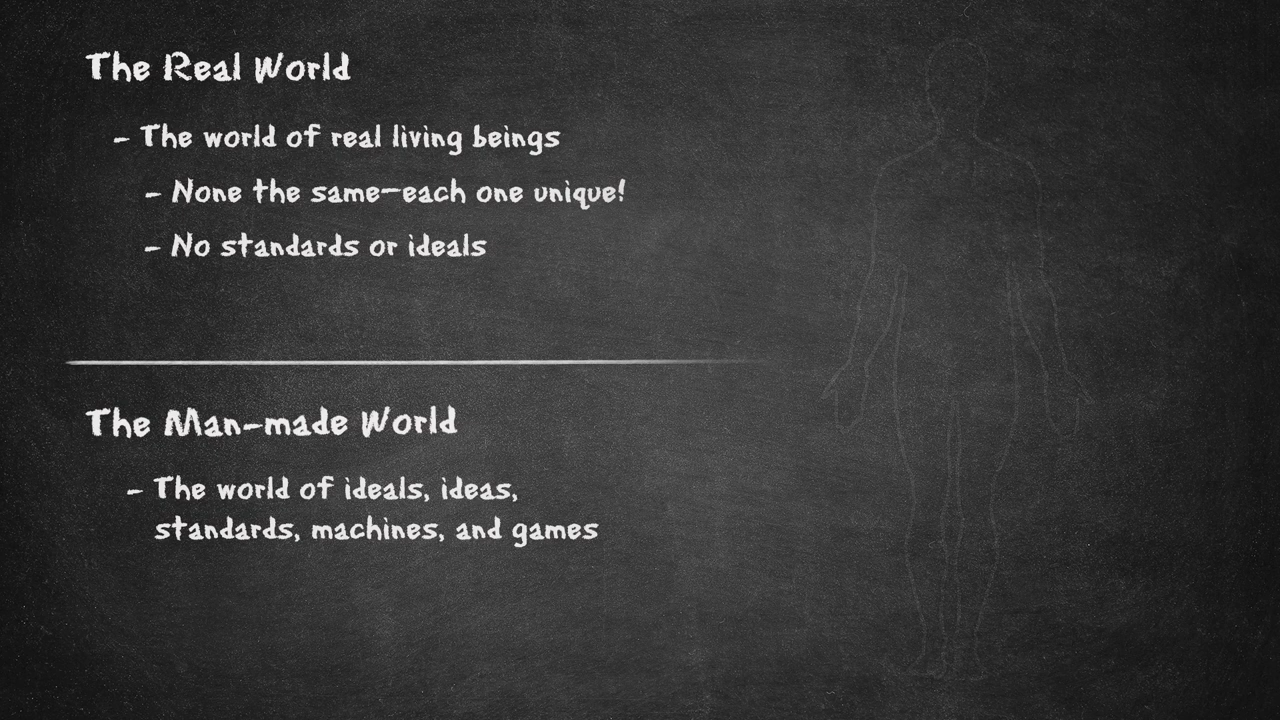 The Real World
- The world of real living beings
- None the same—each one unique!
- No standards or ideals
The Man-made World
- The world of ideals, ideas,
standards, machines, and games